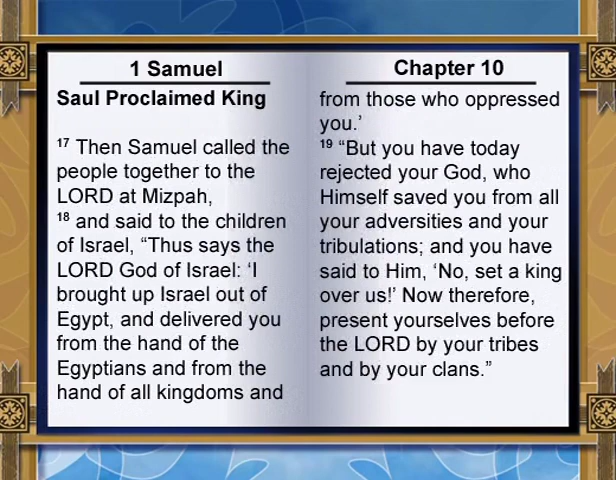 1 Samuel
Saul Proclaimed King
17 Then Samuel called the
people together to the
LORD at Mizpah,
18 and said to the children
of Israel, “Thus says the
LORD God of Israel: ‘I
brought up Israel out of
Egypt, and delivered you
from the hand of the
Egyptians and from the
hand of all kingdoms and
Chapter 10
from those who oppressed
you.’
19 “But you have today
rejected your God, who
Himself saved you from all
your adversities and your
tribulations; and you have
said to Him, ‘No, set a king
over us!’ Now therefore,
present yourselves before
the LORD by your tribes
and by your clans.”